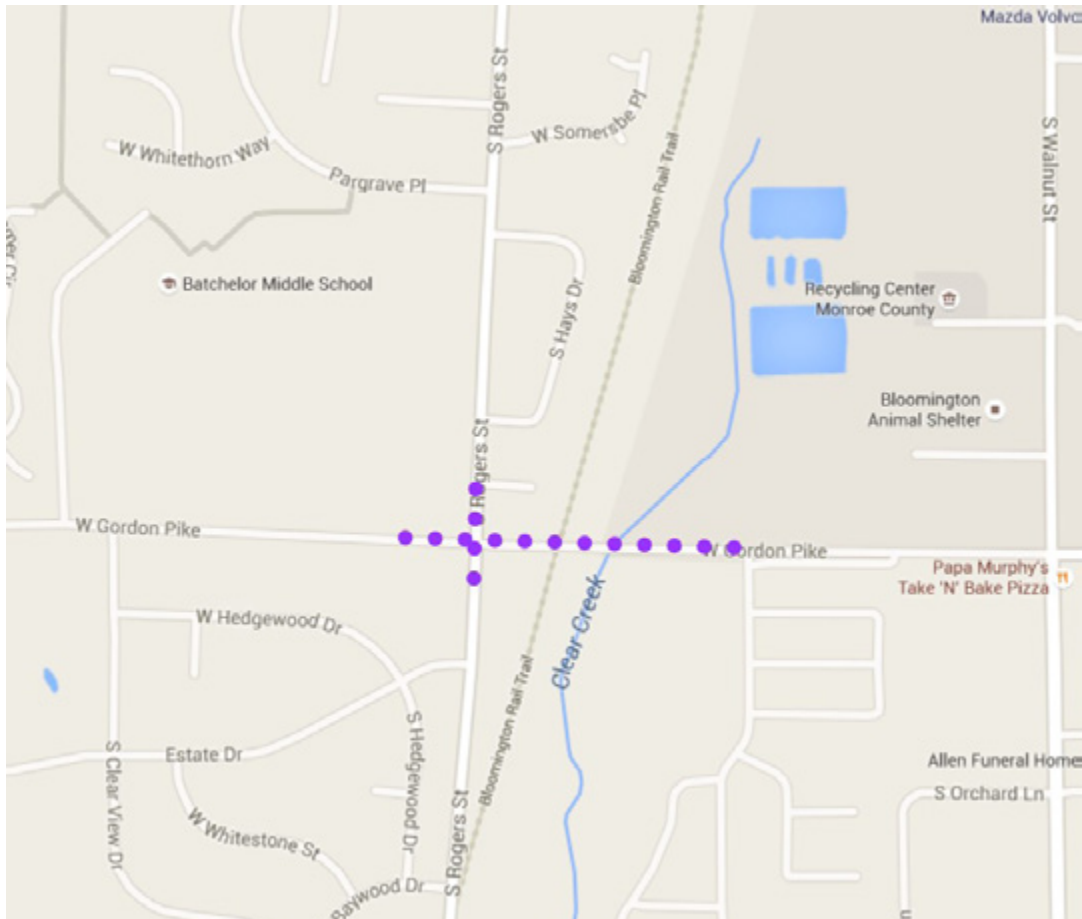 Mazda Volvo
S Rogers St
W Somersbe Pl
W Whitethorn Way
Pargrave Pl
Bloomington Rail Trail
S Walnut St
Batchelor Middle School
Recycling Center
Monroe County
S Hays Dr
Bloomington
Animal Shelter
Rogers St
W Gordon Pike
W Gordon Pike
Papa Murphy's
Take 'N' Bake Pizza
Clear Creek
W Hedgewood Dr
Bloomington Rail Trail
S Hedgewood Dr
Estate Dr
S Clear View Dr
Allen Funeral Home
S Orchard Ln
W Whitestone St
S Rogers St
Baywood Dr